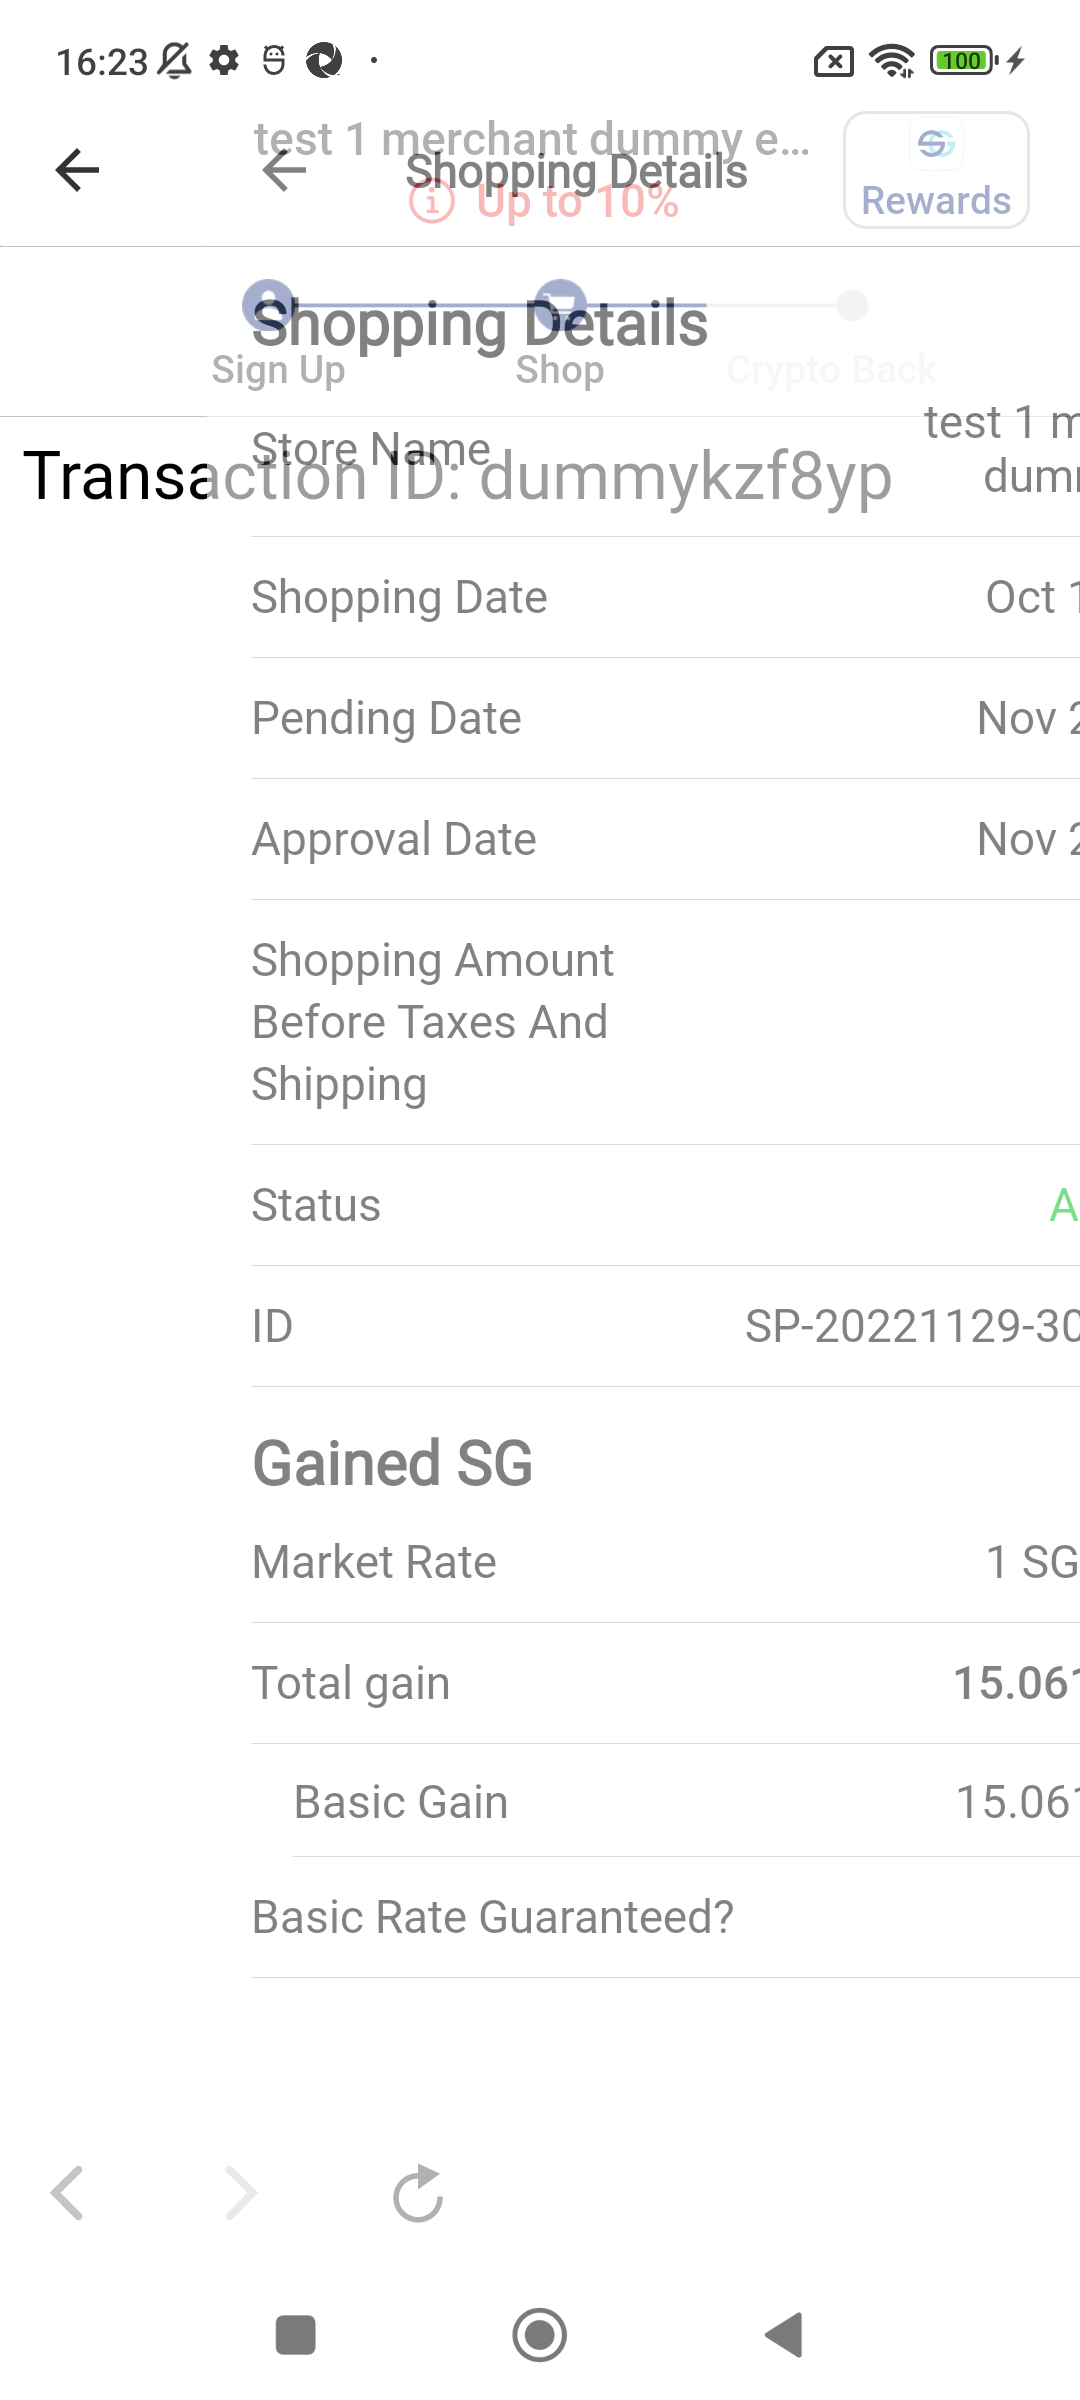 16:23
100
test 1 merchant dummy e...
Shopping Details
Up to 10%
Rewards
Shopping Details
Sign Up
Shop
Crypto Back
Store Name
test 1 m
dum
Transaction ID: dummykzf8yp
Shopping Date
Oct 1
Pending Date
Nov 2
Approval Date
Nov 2
Shopping Amount
Before Taxes And
Shipping
Status
A
ID
SP-20221129-30
Gained SG
Market Rate
1 SG
Total gain
15.061
Basic Gain
15.061
Basic Rate Guaranteed?